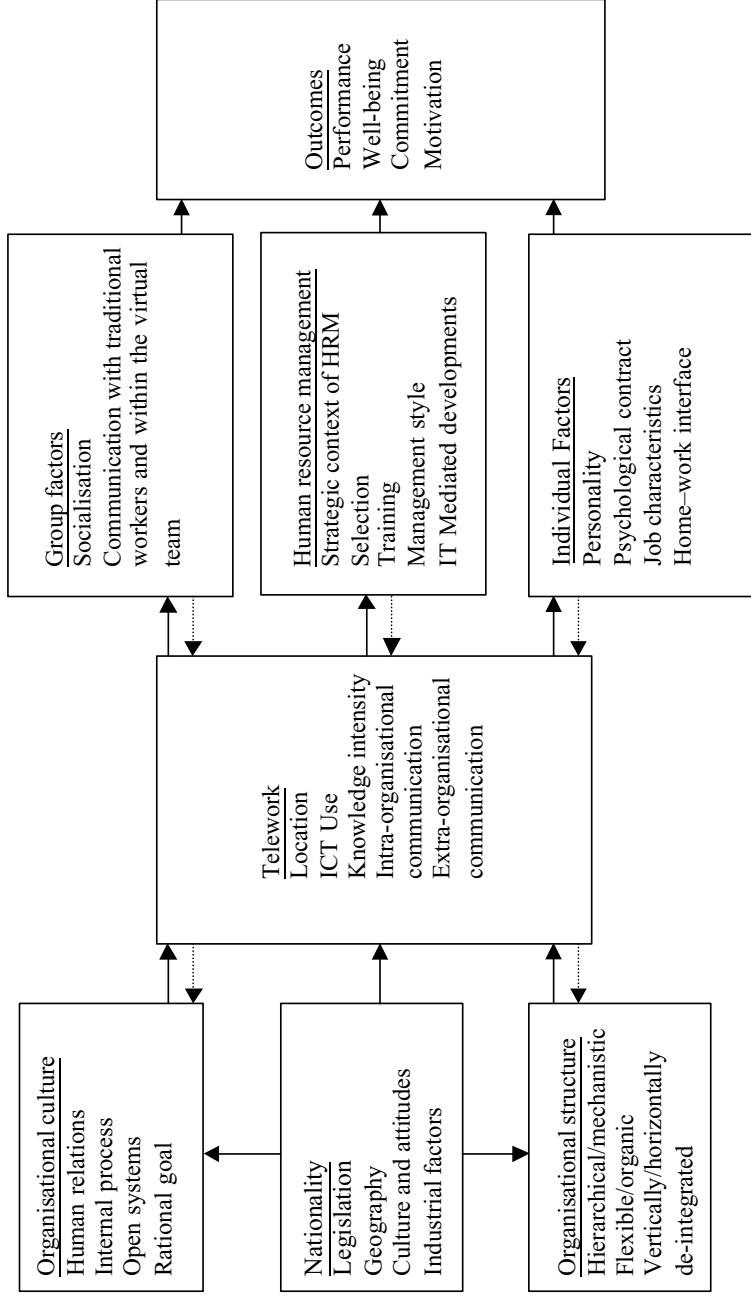 Organisational culture
Human relations
Internal process
Open systems
Rational goal
Nationality
Legislation
Geography
Culture and attitudes
Industrial factors
Organisational structure
Hierarchical/mechanistic
Flexible/organic
Vertically/horizontally
de-integrated
Telework
Location
ICT Use
Knowledge intensity
Intra-organisational
communication
Extra-organisational
communication
Group factors
Socialisation
Communication with traditional
workers and within the virtual
team
Human resource management
Strategic context of HRM
Selection
Training
Management style
IT Mediated developments
Individual Factors
Personality
Psychological contract
Job characteristics
Home–work interface
Outcomes
Performance
Well-being
Commitment
Motivation